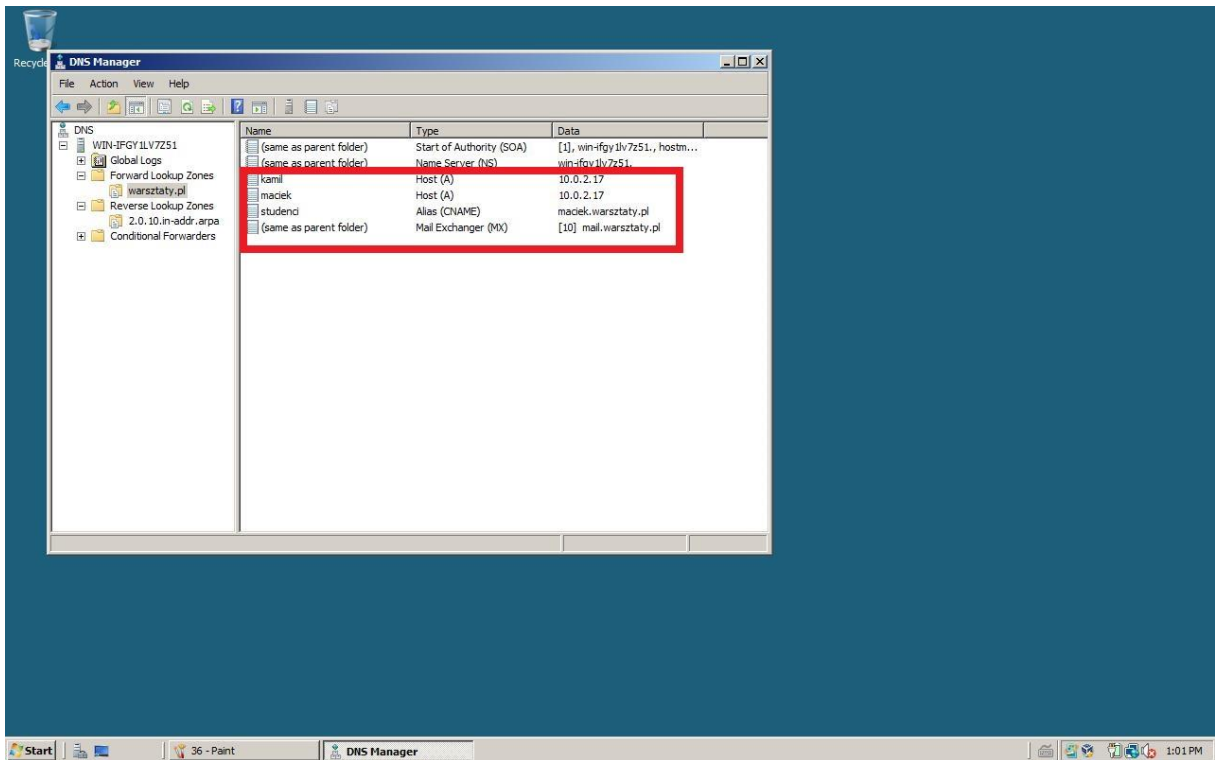 Recycle
DNS Manager
File Action View Help
DNS
WIN-IFGY1LV7Z51
Global Logs
Forward Lookup Zones
warsztaty.pl
Reverse Lookup Zones
2.0.10.in-addr.arpa
Conditional Forwarders
Name Type Data
(same as parent folder) Start of Authority (SOA) [1], win-ifgy1lv7z51., hostm...
(same as parent folder) Name Server (NS) win-ifgy1lv7z51.
kamil Host (A) 10.0.2.17
maciek Host (A) 10.0.2.17
studenci Alias (CNAME) maciek.warsztaty.pl
(same as parent folder) Mail Exchanger (MX) [10] mail.warsztaty.pl
Start 36 - Paint DNS Manager 1:01 PM